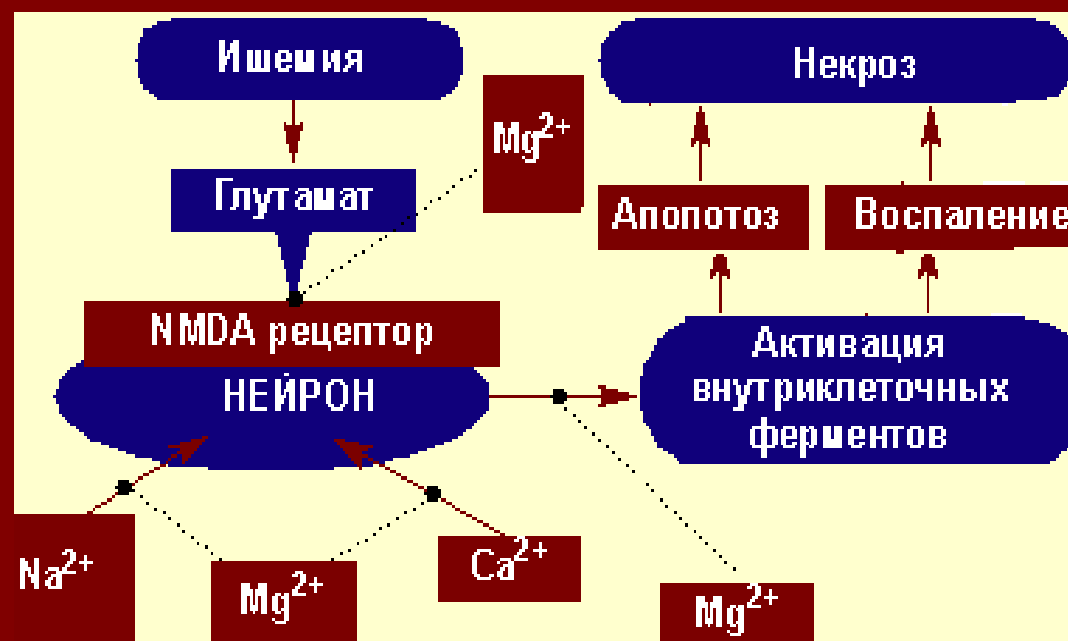 Ишемия
Некроз
Mg²⁺
Глутамат
Апопотоз
Воспаление
NMDA рецептор
НЕЙРОН
Активация
внутриклеточных
ферментов
Na²⁺
Mg²⁺
Ca²⁺
Mg²⁺